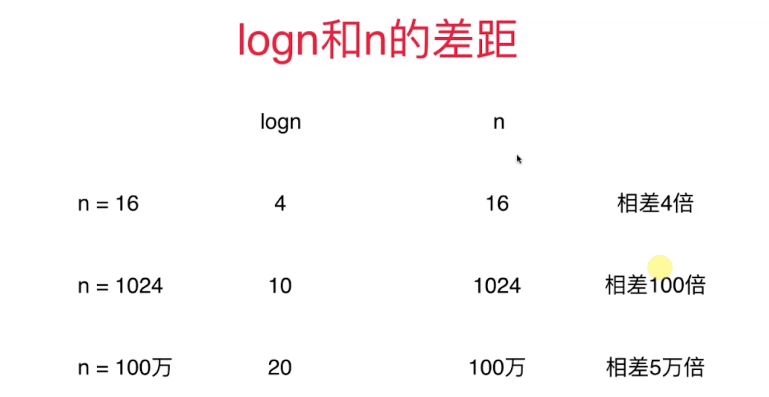 logn和n的差距
logn n
n = 16 4 16 相差4倍
n = 1024 10 1024 相差100倍
n = 100万 20 100万 相差5万倍